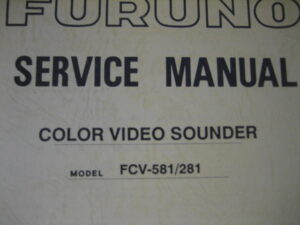 FURUNO
SERVICE MANUAL
COLOR VIDEO SOUNDER
MODEL FCV-581/281